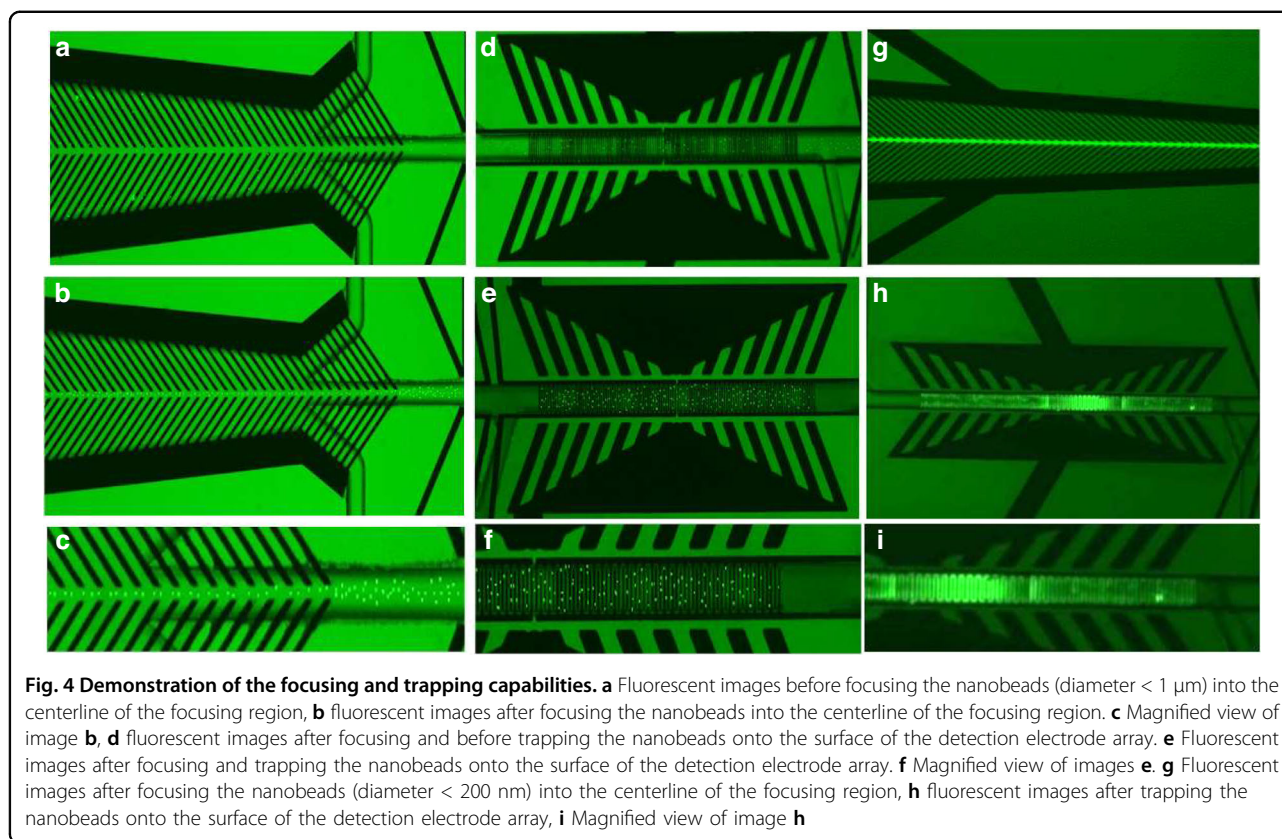 a
d
g
b
e
h
c
f
i
Fig. 4 Demonstration of the focusing and trapping capabilities. a Fluorescent images before focusing the nanobeads (diameter < 1 µm) into the
centerline of the focusing region, b fluorescent images after focusing the nanobeads into the centerline of the focusing region. c Magnified view of
image b, d fluorescent images after focusing and before trapping the nanobeads onto the surface of the detection electrode array. e Fluorescent
images after focusing and trapping the nanobeads onto the surface of the detection electrode array. f Magnified view of images e. g Fluorescent
images after focusing the nanobeads (diameter < 200 nm) into the centerline of the focusing region, h fluorescent images after trapping the
nanobeads onto the surface of the detection electrode array, i Magnified view of image h